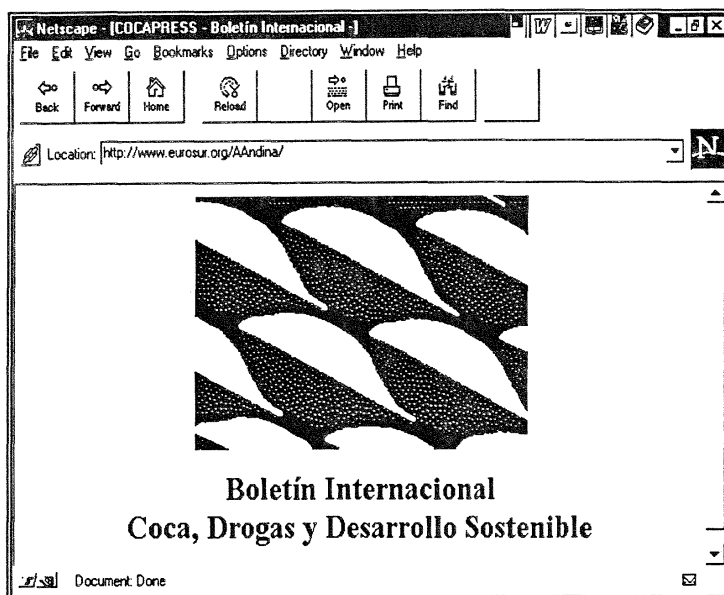 Netscape - [COCAPRESS - Boletín Internacional -]
File Edit View Go Bookmarks Options Directory Window Help
Back Forward Home Reload Open Print Find
Location: http://www.eurosur.org/AAndina/
N
Boletín Internacional
Coca, Drogas y Desarrollo Sostenible
Document: Done